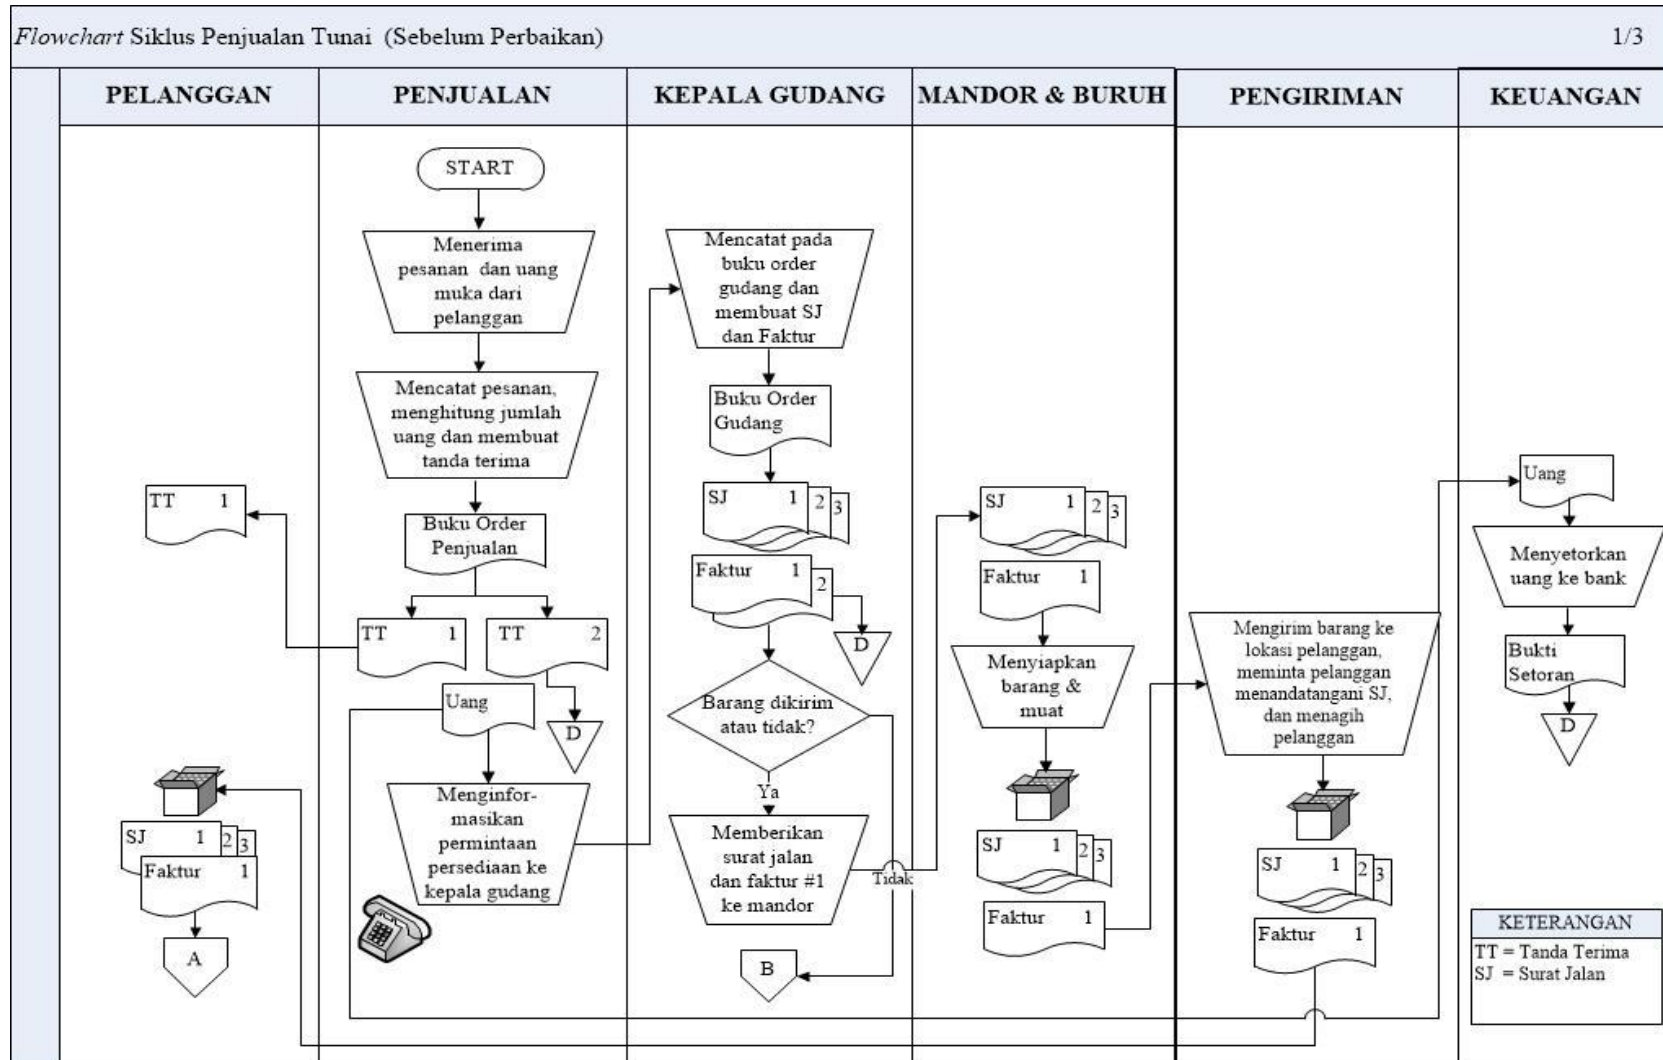 Flowchart Siklus Penjualan Tunai (Sebelum Perbaikan)
1/3
PELANGGAN
PENJUALAN
KEPALA GUDANG
MANDOR & BURUH
PENGIRIMAN
KEUANGAN
TT 1
SJ 1 2 3
Faktur 1
A
START
Menerima
pesanan dan uang
muka dari
pelanggan
Mencatat pesanan,
menghitung jumlah
uang dan membuat
tanda terima
Buku Order
Penjualan
TT 1
TT 2
Uang
D
Menginfor-
masikan
permintaan
persediaan ke
kepala gudang
Mencatat pada
buku order
gudang dan
membuat SJ
dan Faktur
Buku Order
Gudang
SJ 1 2 3
Faktur 1 2
D
Barang dikirim
atau tidak?
Ya
Tidak
Memberikan
surat jalan
dan faktur #1
ke mandor
B
SJ 1 2 3
Faktur 1
Menyiapkan
barang &
muat
SJ 1 2 3
Faktur 1
Mengirim barang ke
lokasi pelanggan,
meminta pelanggan
menandatangani SJ,
dan menagih
pelanggan
SJ 1 2 3
Faktur 1
Uang
Menyetorkan
uang ke bank
Bukti
Setoran
D
KETERANGAN
TT = Tanda Terima
SJ = Surat Jalan